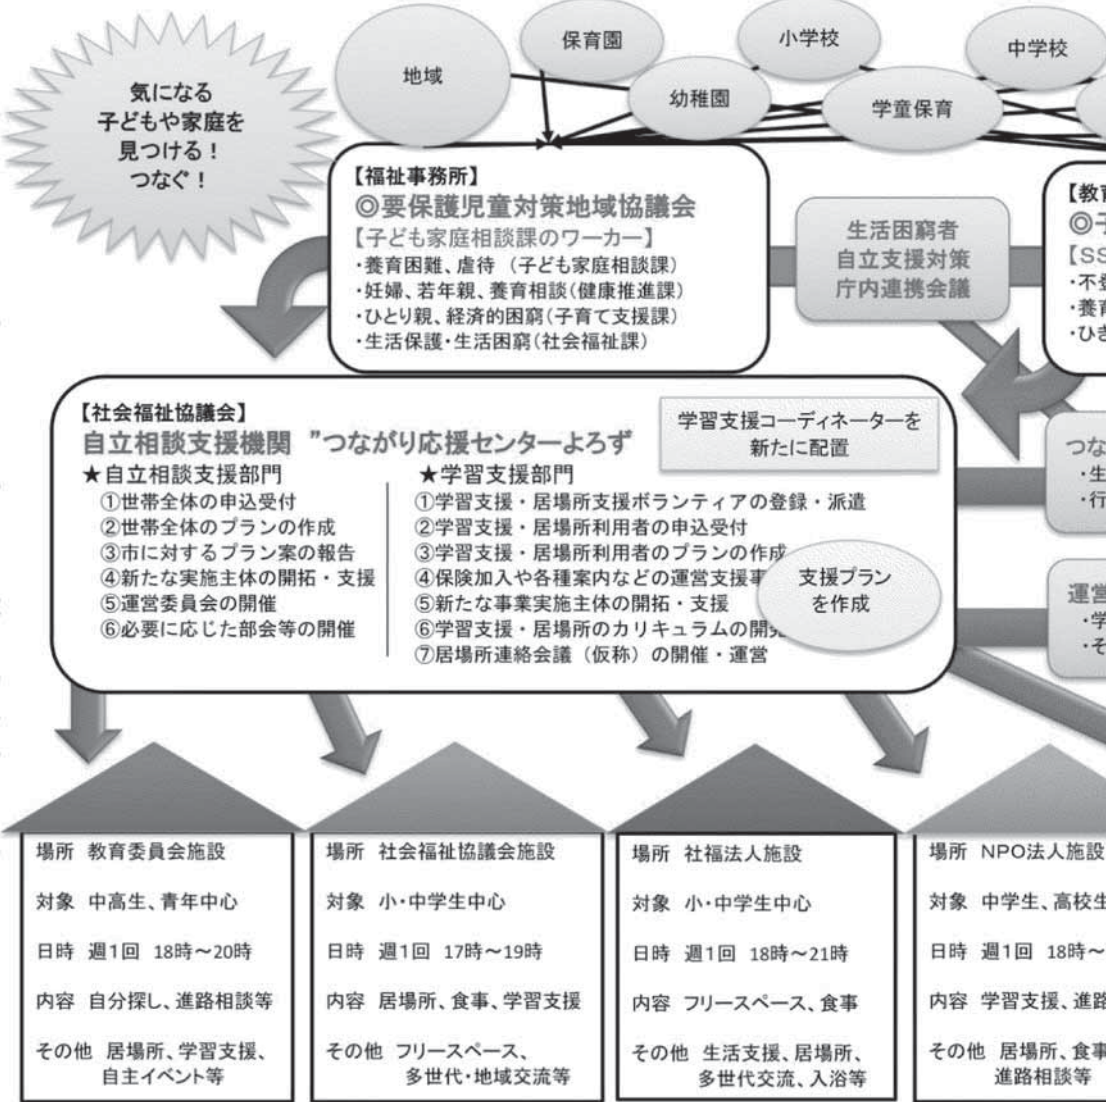 気になる
子どもや家庭を
見つける！
つなぐ！
地域
保育園
幼稚園
小学校
学童保育
中学校
【福祉事務所】
◎要保護児童対策地域協議会
【子ども家庭相談課のワーカー】
・養育困難、虐待（子ども家庭相談課）
・妊婦、若年親、養育相談（健康推進課）
・ひとり親、経済的困窮（子育て支援課）
・生活保護・生活困窮（社会福祉課）
生活困窮者
自立支援対策
庁内連携会議
【教育
◎子
【SS
・不登
・養育
・ひき
【社会福祉協議会】
自立相談支援機関 ”つながり応援センターよろず
学習支援コーディネーターを
新たに配置
★自立相談支援部門
①世帯全体の申込受付
②世帯全体のプランの作成
③市に対するプラン案の報告
④新たな実施主体の開拓・支援
⑤運営委員会の開催
⑥必要に応じた部会等の開催
★学習支援部門
①学習支援・居場所支援ボランティアの登録・派遣
②学習支援・居場所利用者の申込受付
③学習支援・居場所利用者のプランの作成
④保険加入や各種案内などの運営支援事
⑤新たな事業実施主体の開拓・支援
⑥学習支援・居場所のカリキュラムの開発
⑦居場所連絡会議（仮称）の開催・運営
支援プラン
を作成
つな
・生
・行
運営
・学
・そ
場所 教育委員会施設
対象 中高生、青年中心
日時 週1回 18時～20時
内容 自分探し、進路相談等
その他 居場所、学習支援、
自主イベント等
場所 社会福祉協議会施設
対象 小・中学生中心
日時 週1回 17時～19時
内容 居場所、食事、学習支援
その他 フリースペース、
多世代・地域交流等
場所 社福法人施設
対象 小・中学生中心
日時 週1回 18時～21時
内容 フリースペース、食事
その他 生活支援、居場所、
多世代交流、入浴等
場所 NPO法人施設
対象 中学生、高校生
日時 週1回 18時～
内容 学習支援、進路
その他 居場所、食事
進路相談等